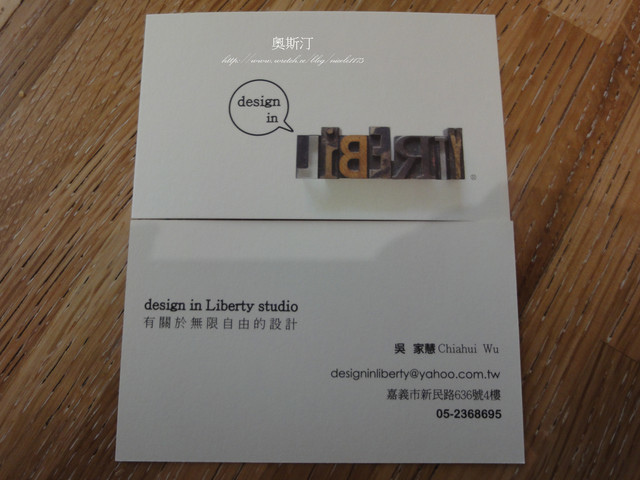 奧斯汀
design
in
LIBERTY
design in Liberty studio
有關於無限自由的設計
吳 家慧 Chiahui Wu
designinliberty@yahoo.com.tw
嘉義市新民路636號4樓
05-2368695